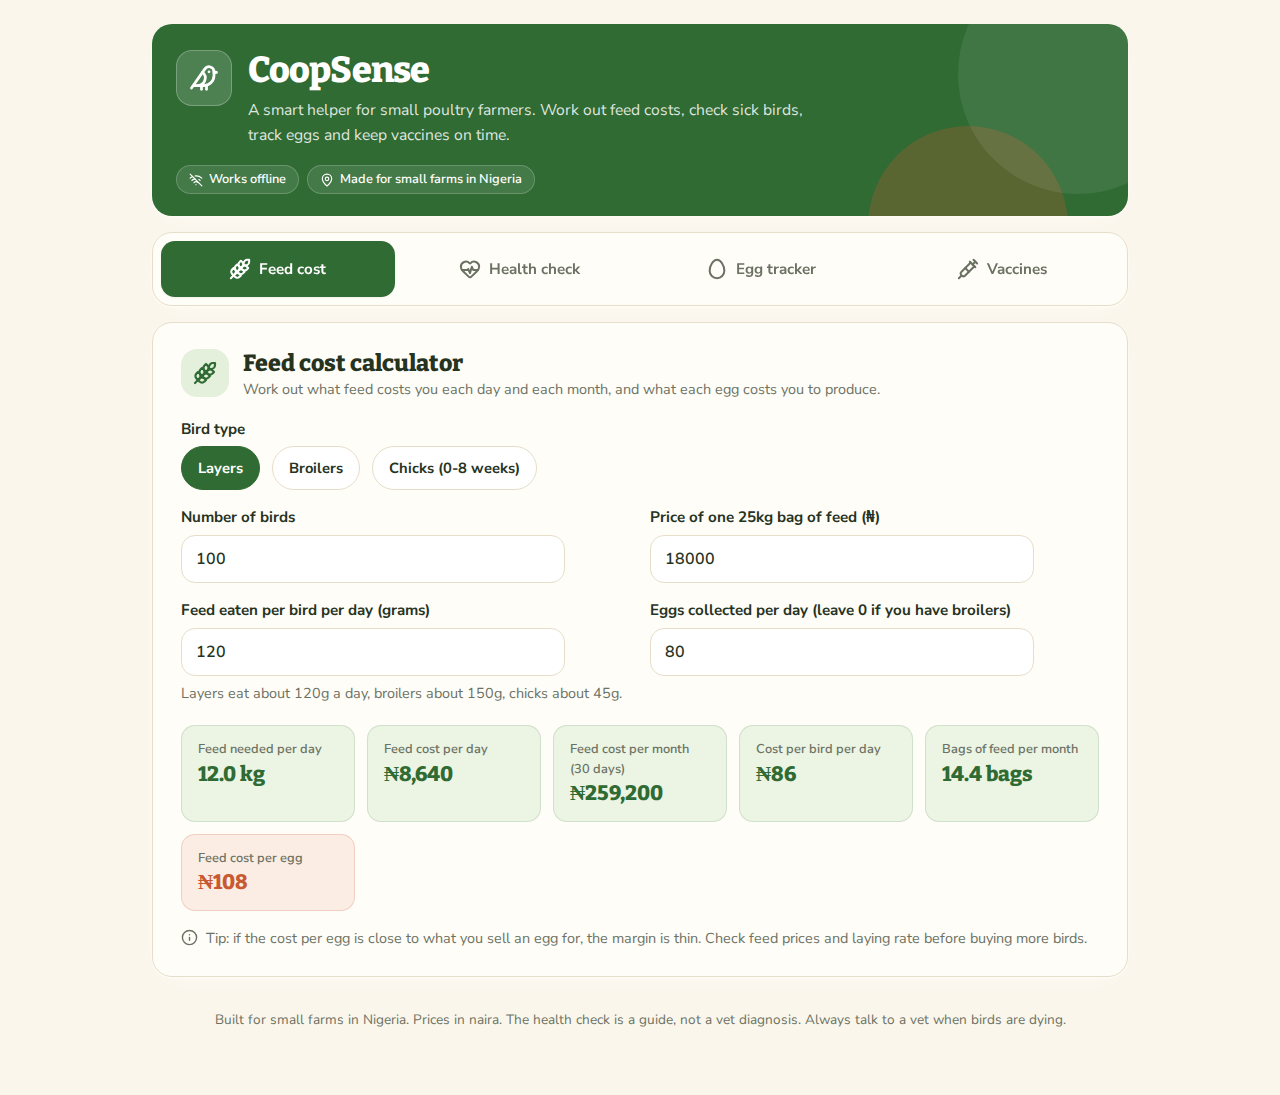 CoopSense
A smart helper for small poultry farmers. Work out feed costs, check sick birds,
track eggs and keep vaccines on time.
Works offline
Made for small farms in Nigeria
Feed cost
Health check
Egg tracker
Vaccines
Feed cost calculator
Work out what feed costs you each day and each month, and what each egg costs you to produce.
Bird type
Layers
Broilers
Chicks (0-8 weeks)
Number of birds
Price of one 25kg bag of feed (₦)
100
18000
Feed eaten per bird per day (grams)
Eggs collected per day (leave 0 if you have broilers)
120
80
Layers eat about 120g a day, broilers about 150g, chicks about 45g.
Feed needed per day
12.0 kg
Feed cost per day
₦8,640
Feed cost per month
(30 days)
₦259,200
Cost per bird per day
₦86
Bags of feed per month
14.4 bags
Feed cost per egg
₦108
Tip: if the cost per egg is close to what you sell an egg for, the margin is thin. Check feed prices and laying rate before buying more birds.
Built for small farms in Nigeria. Prices in naira. The health check is a guide, not a vet diagnosis. Always talk to a vet when birds are dying.